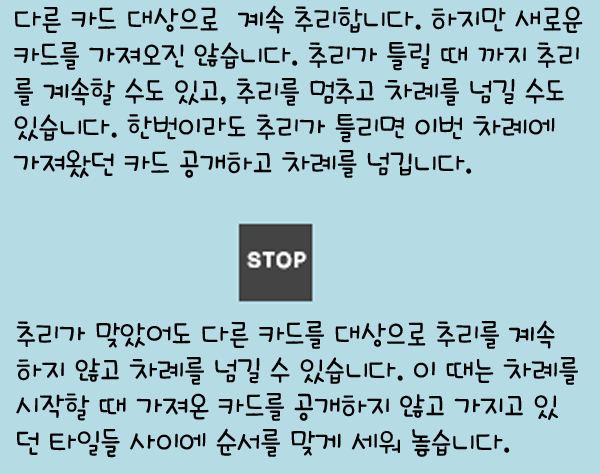 다른 카드 대상으로 계속 추리합니다. 하지만 새로운
카드를 가져오진 않습니다. 추리가 틀릴 때 까지 추리
를 계속할 수도 있고, 추리를 멈추고 차례를 넘길 수도
있습니다. 한번이라도 추리가 틀리면 이번 차례에
가져왔던 카드 공개하고 차례를 넘깁니다.
STOP
추리가 맞았어도 다른 카드를 대상으로 추리를 계속
하지 않고 차례를 넘길 수 있습니다. 이 때는 차례를
시작할 때 가져온 카드를 공개하지 않고 가지고 있
던 타일들 사이에 순서를 맞게 세워 놓습니다.